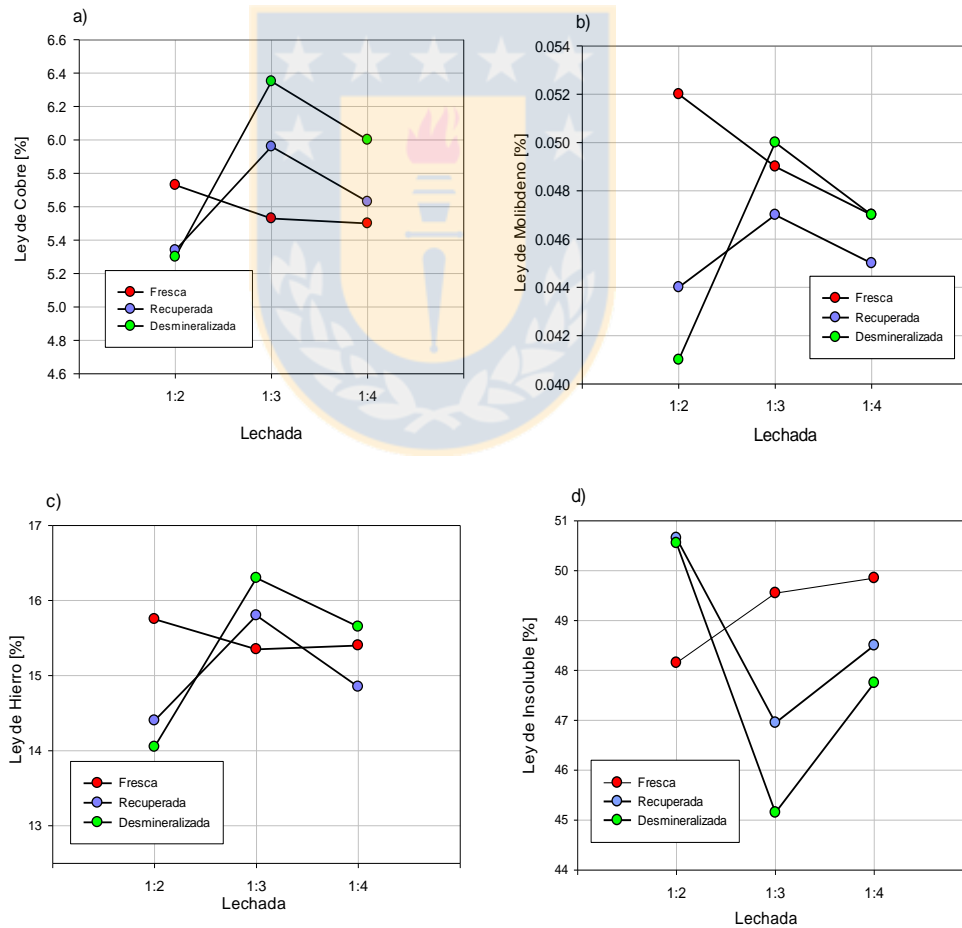 a)
Ley de Cobre [%]
6.6
6.4
6.2
6.0
5.8
5.6
5.4
5.2
5.0
4.8
4.6
Fresca
Recuperada
Desmineralizada
1:2 1:3 1:4
Lechada
b)
Ley de Molibdeno [%]
0.054
0.052
0.050
0.048
0.046
0.044
0.042
0.040
Fresca
Recuperada
Desmineralizada
1:2 1:3 1:4
Lechada
c)
Ley de Hierro [%]
17
16
15
14
13
Fresca
Recuperada
Desmineralizada
1:2 1:3 1:4
Lechada
d)
Ley de Insoluble [%]
51
50
49
48
47
46
45
44
Fresca
Recuperada
Desmineralizada
1:2 1:3 1:4
Lechada